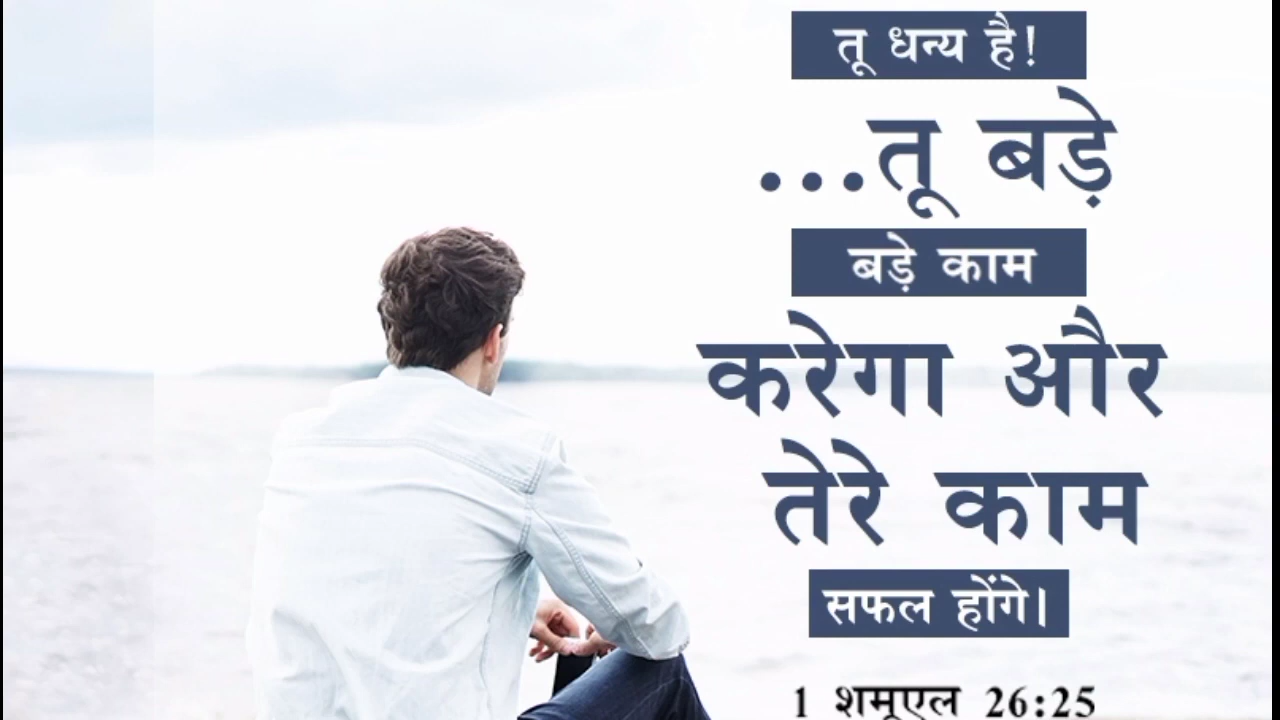 तू धन्य है!
...तू बड़े
बड़े काम
करेगा और
तेरे काम
सफल होंगे।
1 शमूएल 26:25